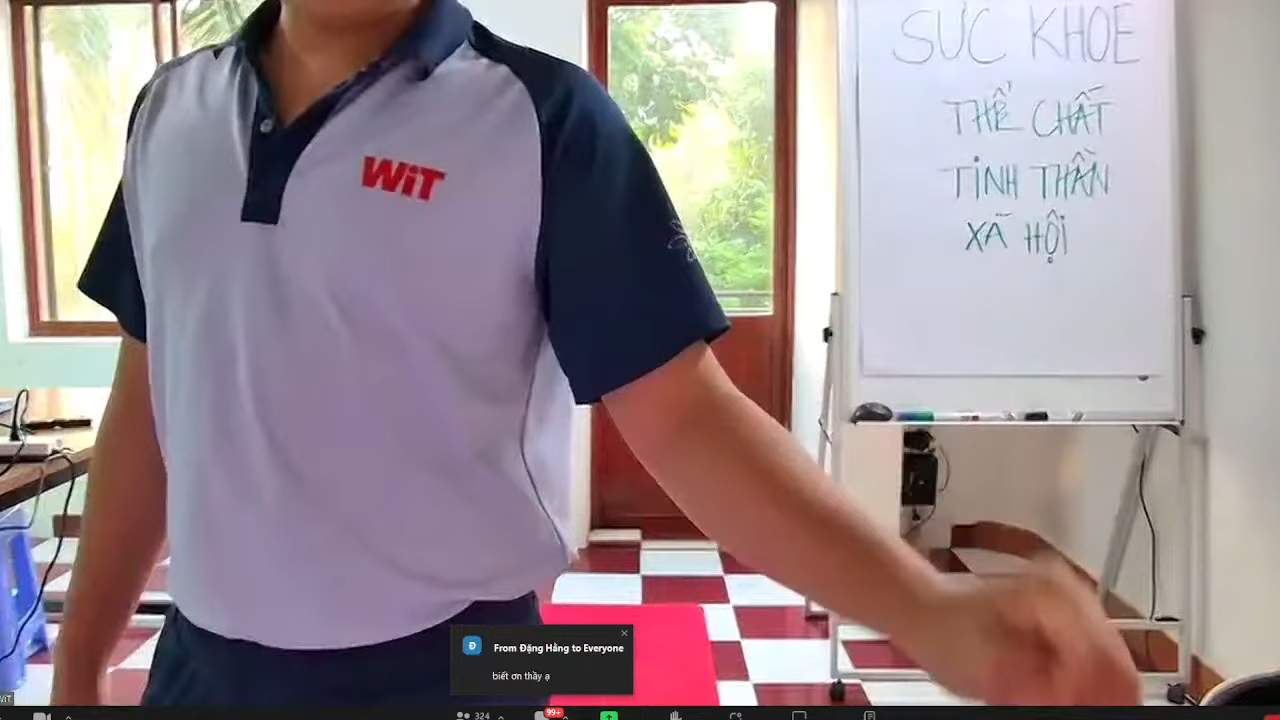 SỨC KHOẺ
THỂ CHẤT
TINH THẦN
XÃ HỘI
WiT
Đ
From Đặng Hằng to Everyone
biết ơn thầy ạ
WiT
324
99+